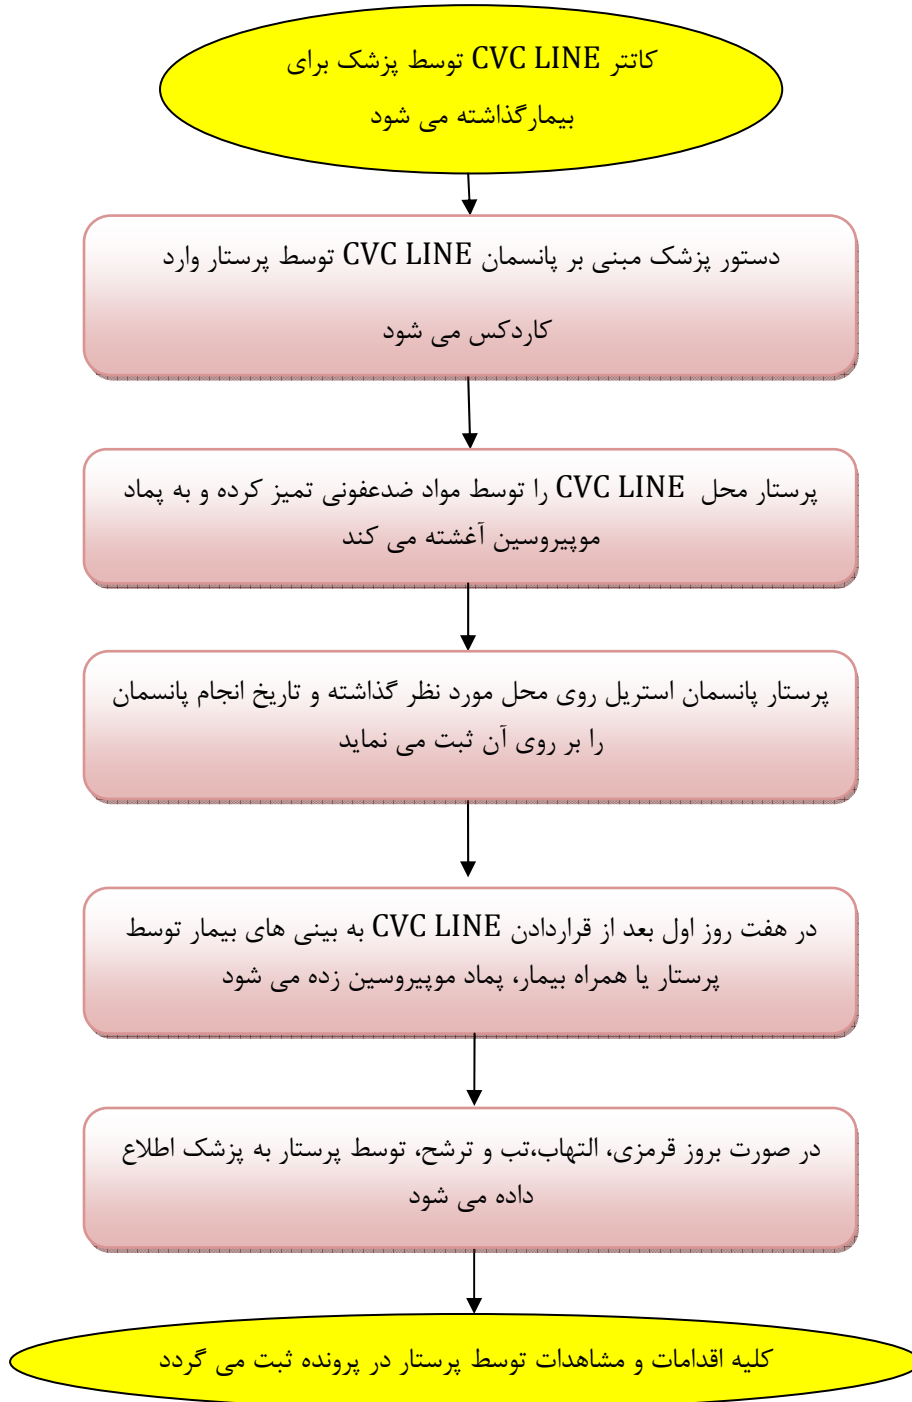 کاتتر CVC LINE توسط پزشک برای
بیمارگذاشته می شود
دستور پزشک مبنی بر پانسمان CVC LINE توسط پرستار وارد
کاردکس می شود
پرستار محل CVC LINE را توسط مواد ضدعفونی تمیز کرده و به پماد
موپیروسین آغشته می کند
پرستار پانسمان استریل روی محل مورد نظر گذاشته و تاریخ انجام پانسمان
را بر روی آن ثبت می نماید
در هفت روز اول بعد از قراردادن CVC LINE به بینی های بیمار توسط
پرستار یا همراه بیمار، پماد موپیروسین زده می شود
در صورت بروز قرمزی، التهاب،تب و ترشح، توسط پرستار به پزشک اطلاع
داده می شود
کلیه اقدامات و مشاهدات توسط پرستار در پرونده ثبت می گردد